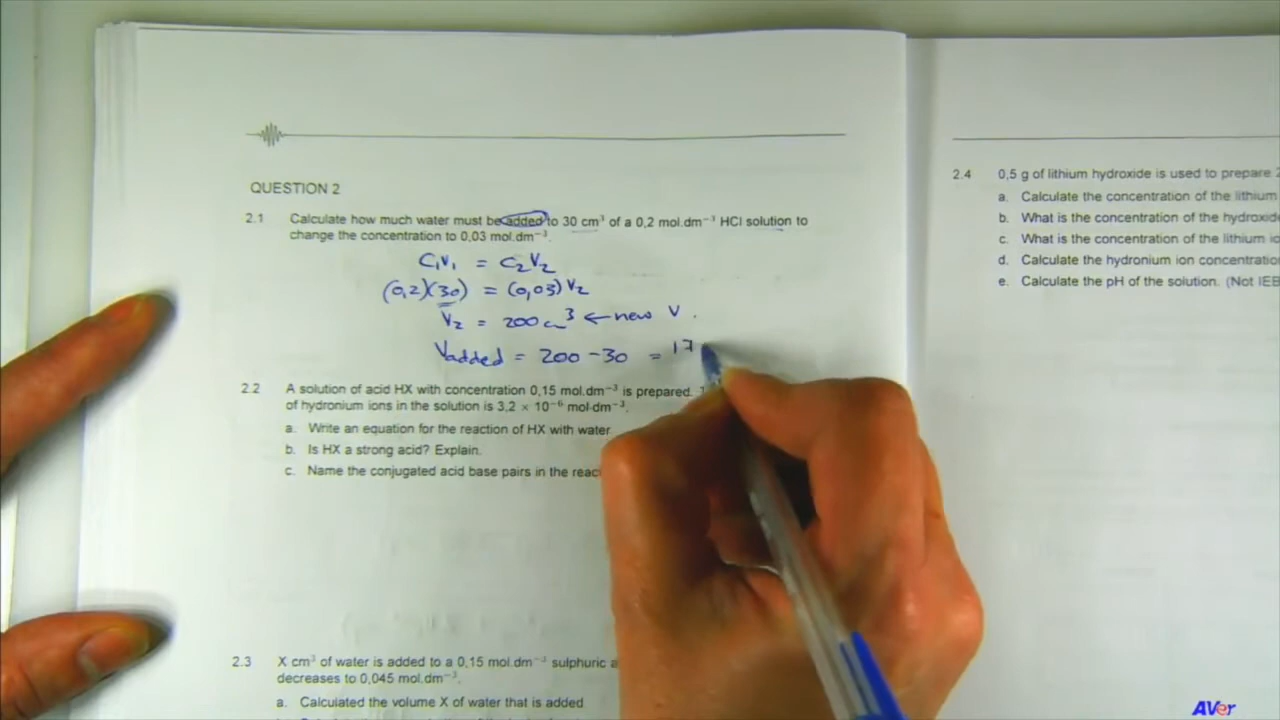 QUESTION 2
2.1 Calculate how much water must be added to 30 cm³ of a 0,2 mol.dm⁻³ HCl solution to
change the concentration to 0,03 mol.dm⁻³.
C₁V₁ = C₂V₂
(0,2)(30) = (0,03)V₂
V₂ = 200cm³ ← new V.
Vadded = 200 - 30 = 17
2.2 A solution of acid HX with concentration 0,15 mol.dm⁻³ is prepared.
of hydronium ions in the solution is 3,2 × 10⁻⁶ mol·dm⁻³.
a. Write an equation for the reaction of HX with water
b. Is HX a strong acid? Explain.
c. Name the conjugated acid base pairs in the reac
2.3 X cm³ of water is added to a 0,15 mol.dm⁻³ sulphuric a
decreases to 0,045 mol.dm⁻³.
a. Calculated the volume X of water that is added
2.4 0,5 g of lithium hydroxide is used to prepare 2
a. Calculate the concentration of the lithium
b. What is the concentration of the hydroxid
c. What is the concentration of the lithium i
d. Calculate the hydronium ion concentratio
e. Calculate the pH of the solution. (Not IEB
AVer